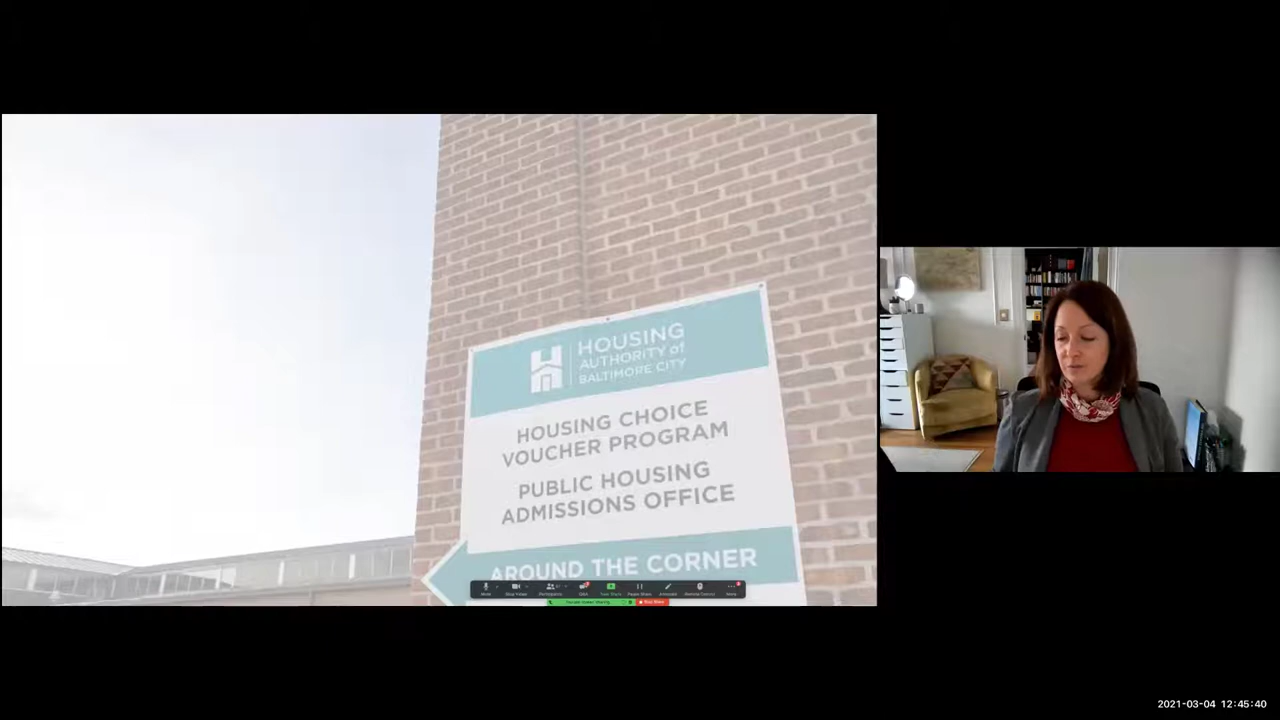 HOUSING
AUTHORITY of
BALTIMORE CITY
HOUSING CHOICE
VOUCHER PROGRAM
PUBLIC HOUSING
ADMISSIONS OFFICE
AROUND THE CORNER
2021-03-04 12:45:40